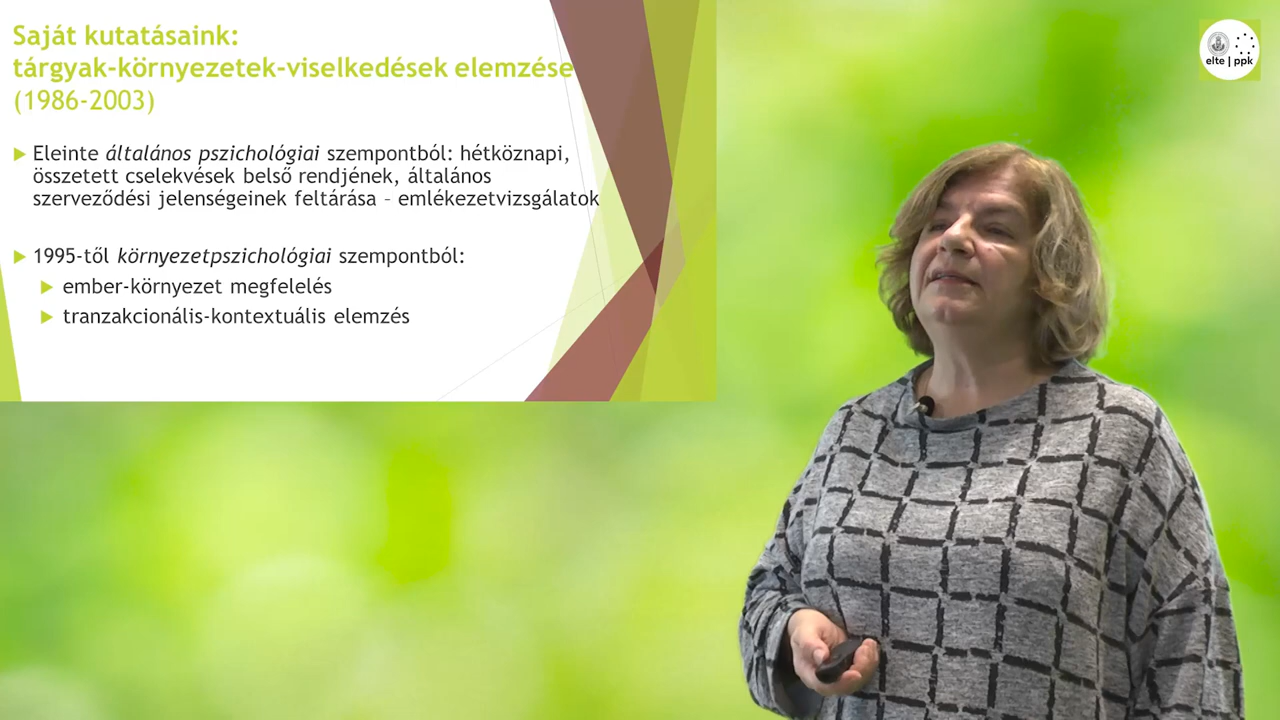 Saját kutatásaink:
tárgyak-környezetek-viselkedések elemzése
(1986-2003)
Eleinte általános pszichológiai szempontból: hétköznapi,
összetett cselekvések belső rendjének, általános
szerveződési jelenségeinek feltárása – emlékezetvizsgálatok
1995-től környezetpszichológiai szempontból:
ember-környezet megfelelés
tranzakcionális-kontextuális elemzés
elte | ppk